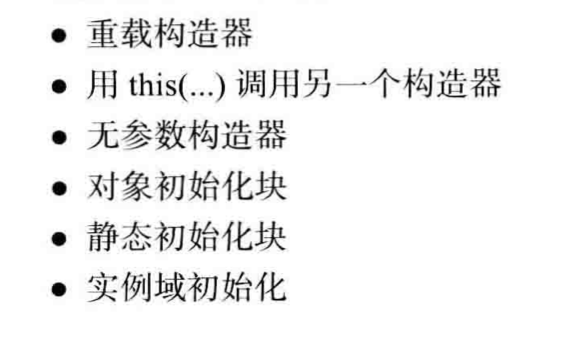 ● 重载构造器
● 用 this(...) 调用另一个构造器
● 无参数构造器
● 对象初始化块
● 静态初始化块
● 实例域初始化